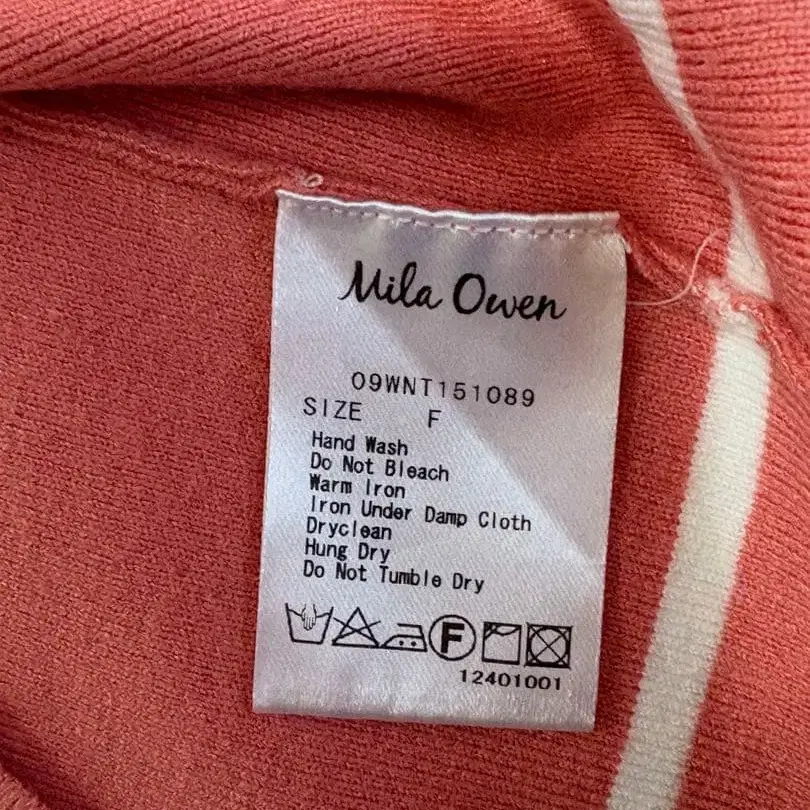 Mila Owen
09WNT151089
SIZE F
Hand Wash
Do Not Bleach
Warm Iron
Iron Under Damp Cloth
Dryclean
Hung Dry
Do Not Tumble Dry
F
12401001